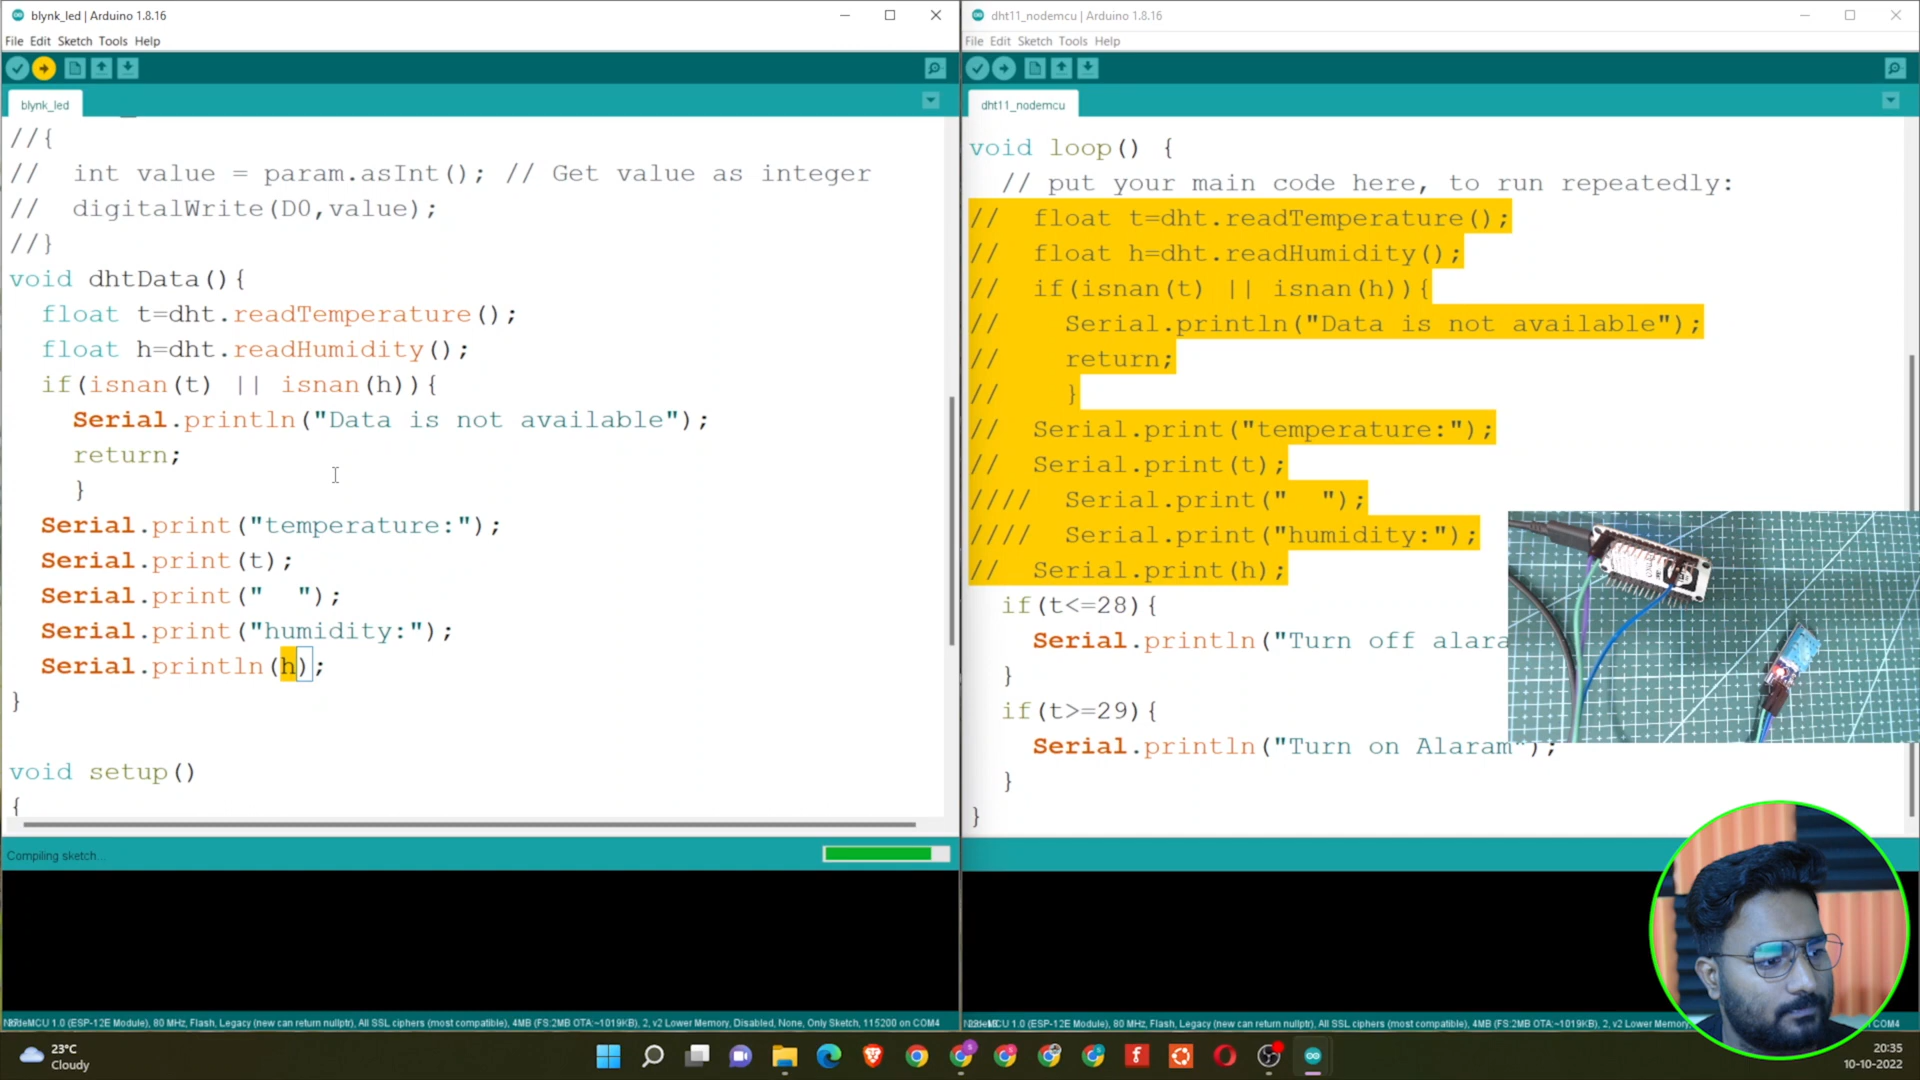 blynk_led | Arduino 1.8.16
File Edit Sketch Tools Help
blynk_led
//{
//  int value = param.asInt(); // Get value as integer
//  digitalWrite(D0,value);
//}
void dhtData(){
float t=dht.readTemperature();
float h=dht.readHumidity();
if(isnan(t) || isnan(h)){
Serial.println("Data is not available");
return;
}
Serial.print("temperature:");
Serial.print(t);
Serial.print("  ");
Serial.print("humidity:");
Serial.println(h);
}
void setup()
{
Compiling sketch...
NodeMCU 1.0 (ESP-12E Module), 80 MHz, Flash, Legacy (new can return nullptr), All SSL ciphers (most compatible), 4MB (FS:2MB OTA:~1019KB), 2, v2 Lower Memory, Disabled, None, Only Sketch, 115200 on COM4
dht11_nodemcu | Arduino 1.8.16
File Edit Sketch Tools Help
dht11_nodemcu
void loop() {
// put your main code here, to run repeatedly:
//  float t=dht.readTemperature();
//  float h=dht.readHumidity();
//  if(isnan(t) || isnan(h)){
//    Serial.println("Data is not available");
//    return;
//    }
//  Serial.print("temperature:");
//  Serial.print(t);
////  Serial.print("  ");
////  Serial.print("humidity:");
//  Serial.print(h);
if(t<=28){
Serial.println("Turn off alara
}
if(t>=29){
Serial.println("Turn on Alaram");
}
}
MCU 1.0 (ESP-12E Module), 80 MHz, Flash, Legacy (new can return nullptr), All SSL ciphers (most compatible), 4MB (FS:2MB OTA:~1019KB), 2, v2 Lower Memory, COM4
23°C
Cloudy
20:35
10-10-2022